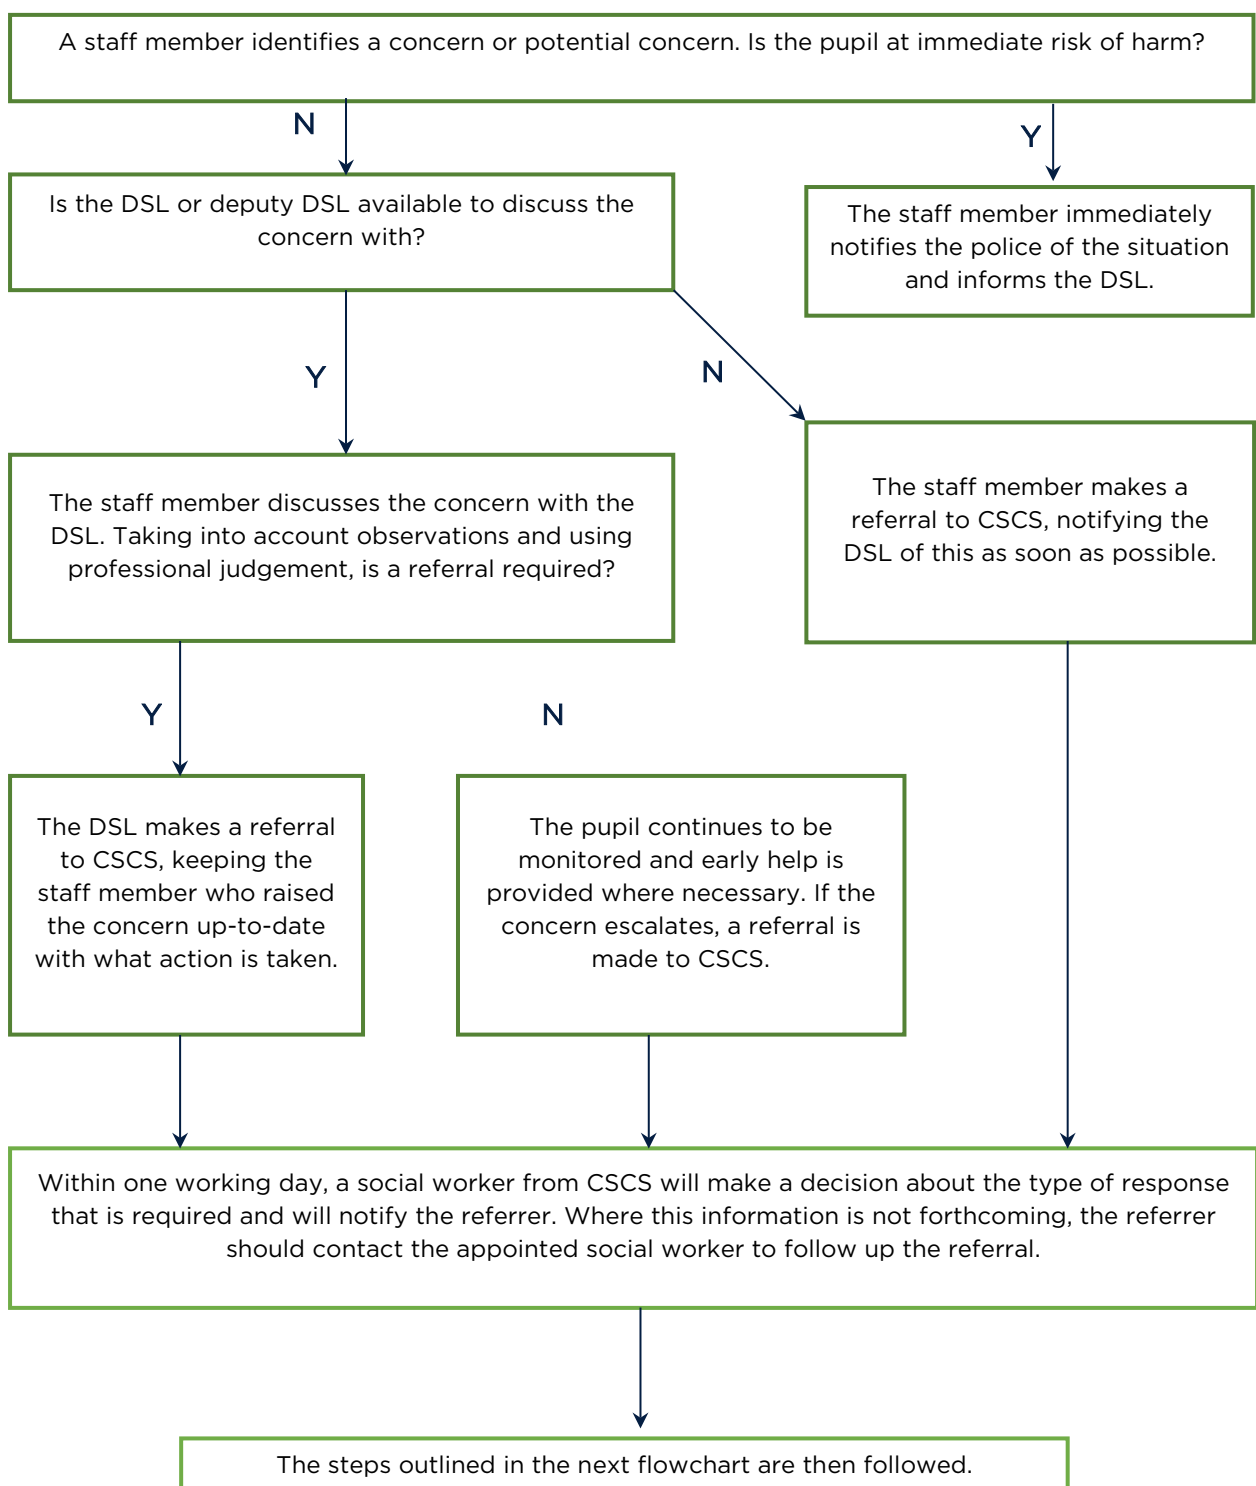 A staff member identifies a concern or potential concern. Is the pupil at immediate risk of harm?
N
Y
Is the DSL or deputy DSL available to discuss the
concern with?
The staff member immediately
notifies the police of the situation
and informs the DSL.
Y
N
The staff member discusses the concern with the
DSL. Taking into account observations and using
professional judgement, is a referral required?
The staff member makes a
referral to CSCS, notifying the
DSL of this as soon as possible.
Y
N
The DSL makes a referral
to CSCS, keeping the
staff member who raised
the concern up-to-date
with what action is taken.
The pupil continues to be
monitored and early help is
provided where necessary. If the
concern escalates, a referral is
made to CSCS.
Within one working day, a social worker from CSCS will make a decision about the type of response
that is required and will notify the referrer. Where this information is not forthcoming, the referrer
should contact the appointed social worker to follow up the referral.
The steps outlined in the next flowchart are then followed.